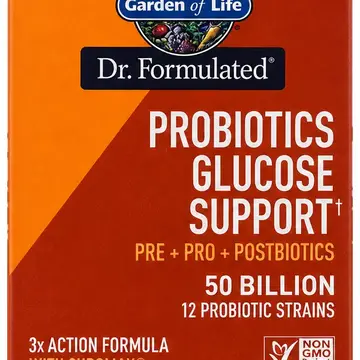 Garden of Life
Dr. Formulated®
PROBIOTICS
GLUCOSE
SUPPORT†
PRE + PRO + POSTBIOTICS
50 BILLION
12 PROBIOTIC STRAINS
3x ACTION FORMULA
NON
GMO